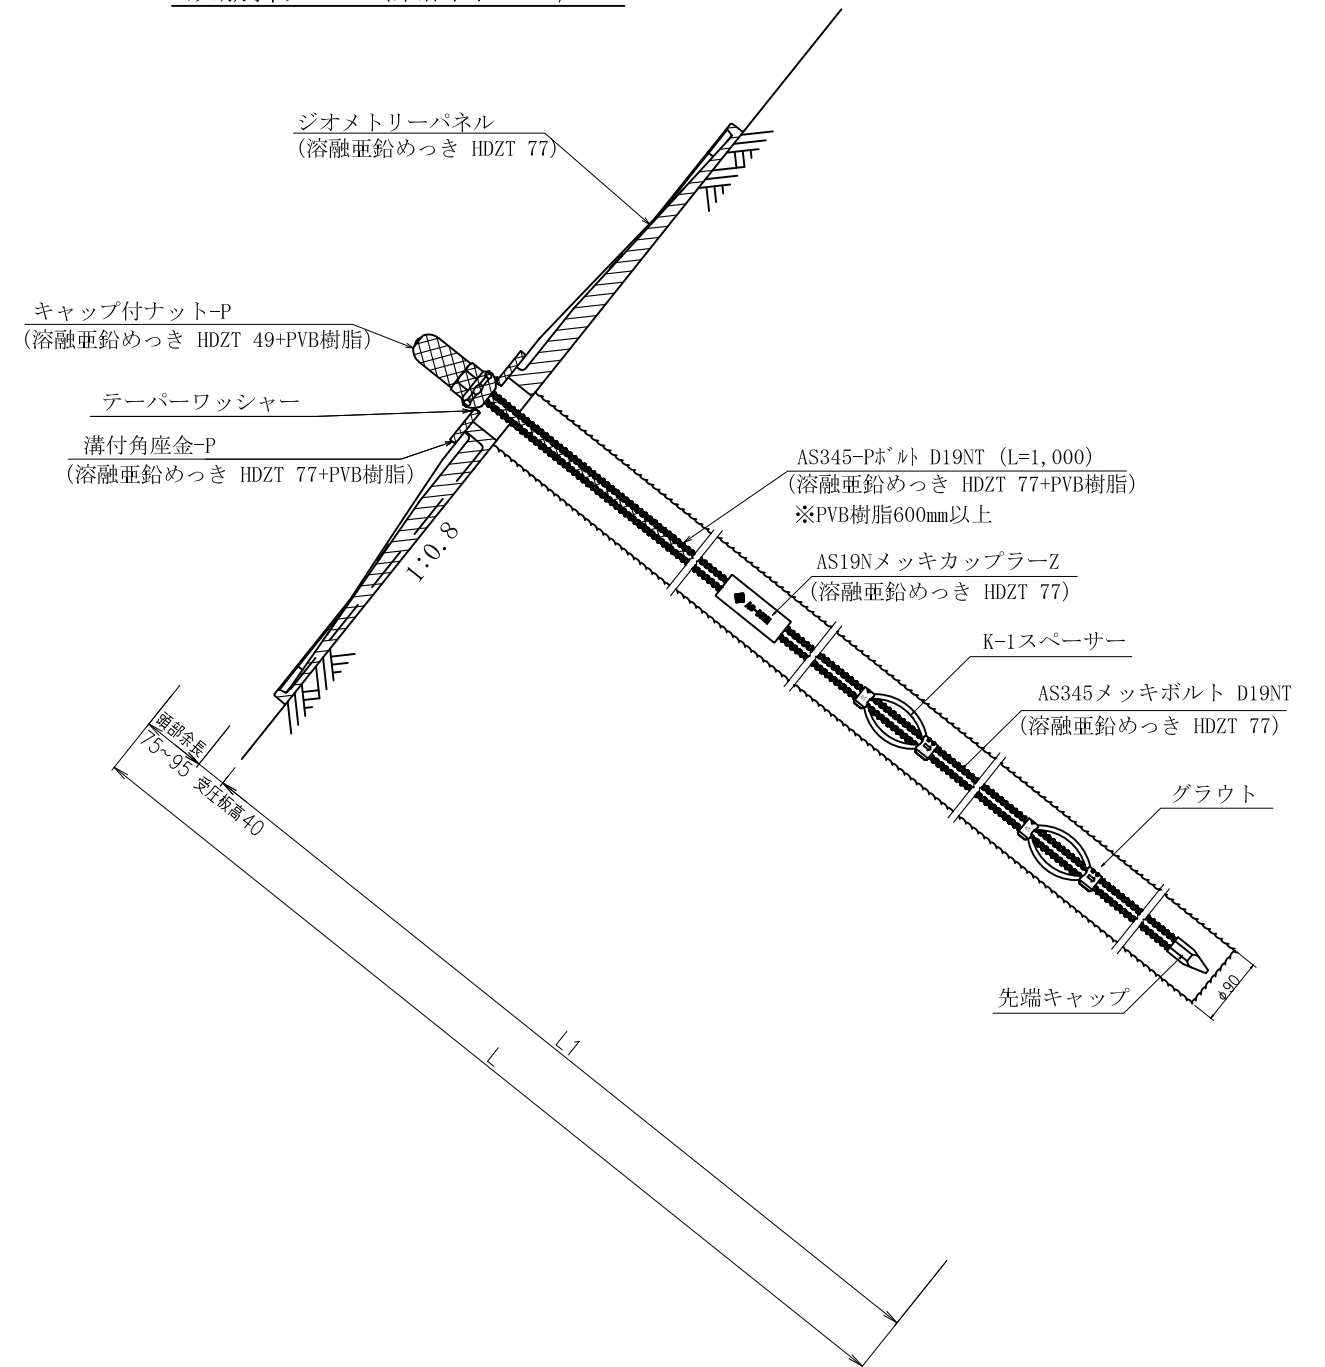 ジオメトリーパネル
(溶融亜鉛めっき HDZT 77)
キャップ付ナット-P
(溶融亜鉛めっき HDZT 49+PVB樹脂)
テーパーワッシャー
溝付角座金-P
(溶融亜鉛めっき HDZT 77+PVB樹脂)
AS345-Pﾎﾞﾙﾄ D19NT (L=1,000)
(溶融亜鉛めっき HDZT 77+PVB樹脂)
※PVB樹脂600mm以上
1:0.8
AS19NメッキカップラーZ
(溶融亜鉛めっき HDZT 77)
K-1スペーサー
AS345メッキボルト D19NT
(溶融亜鉛めっき HDZT 77)
頭部余長
75~95
受圧板高40
グラウト
先端キャップ
φ90
L1
L